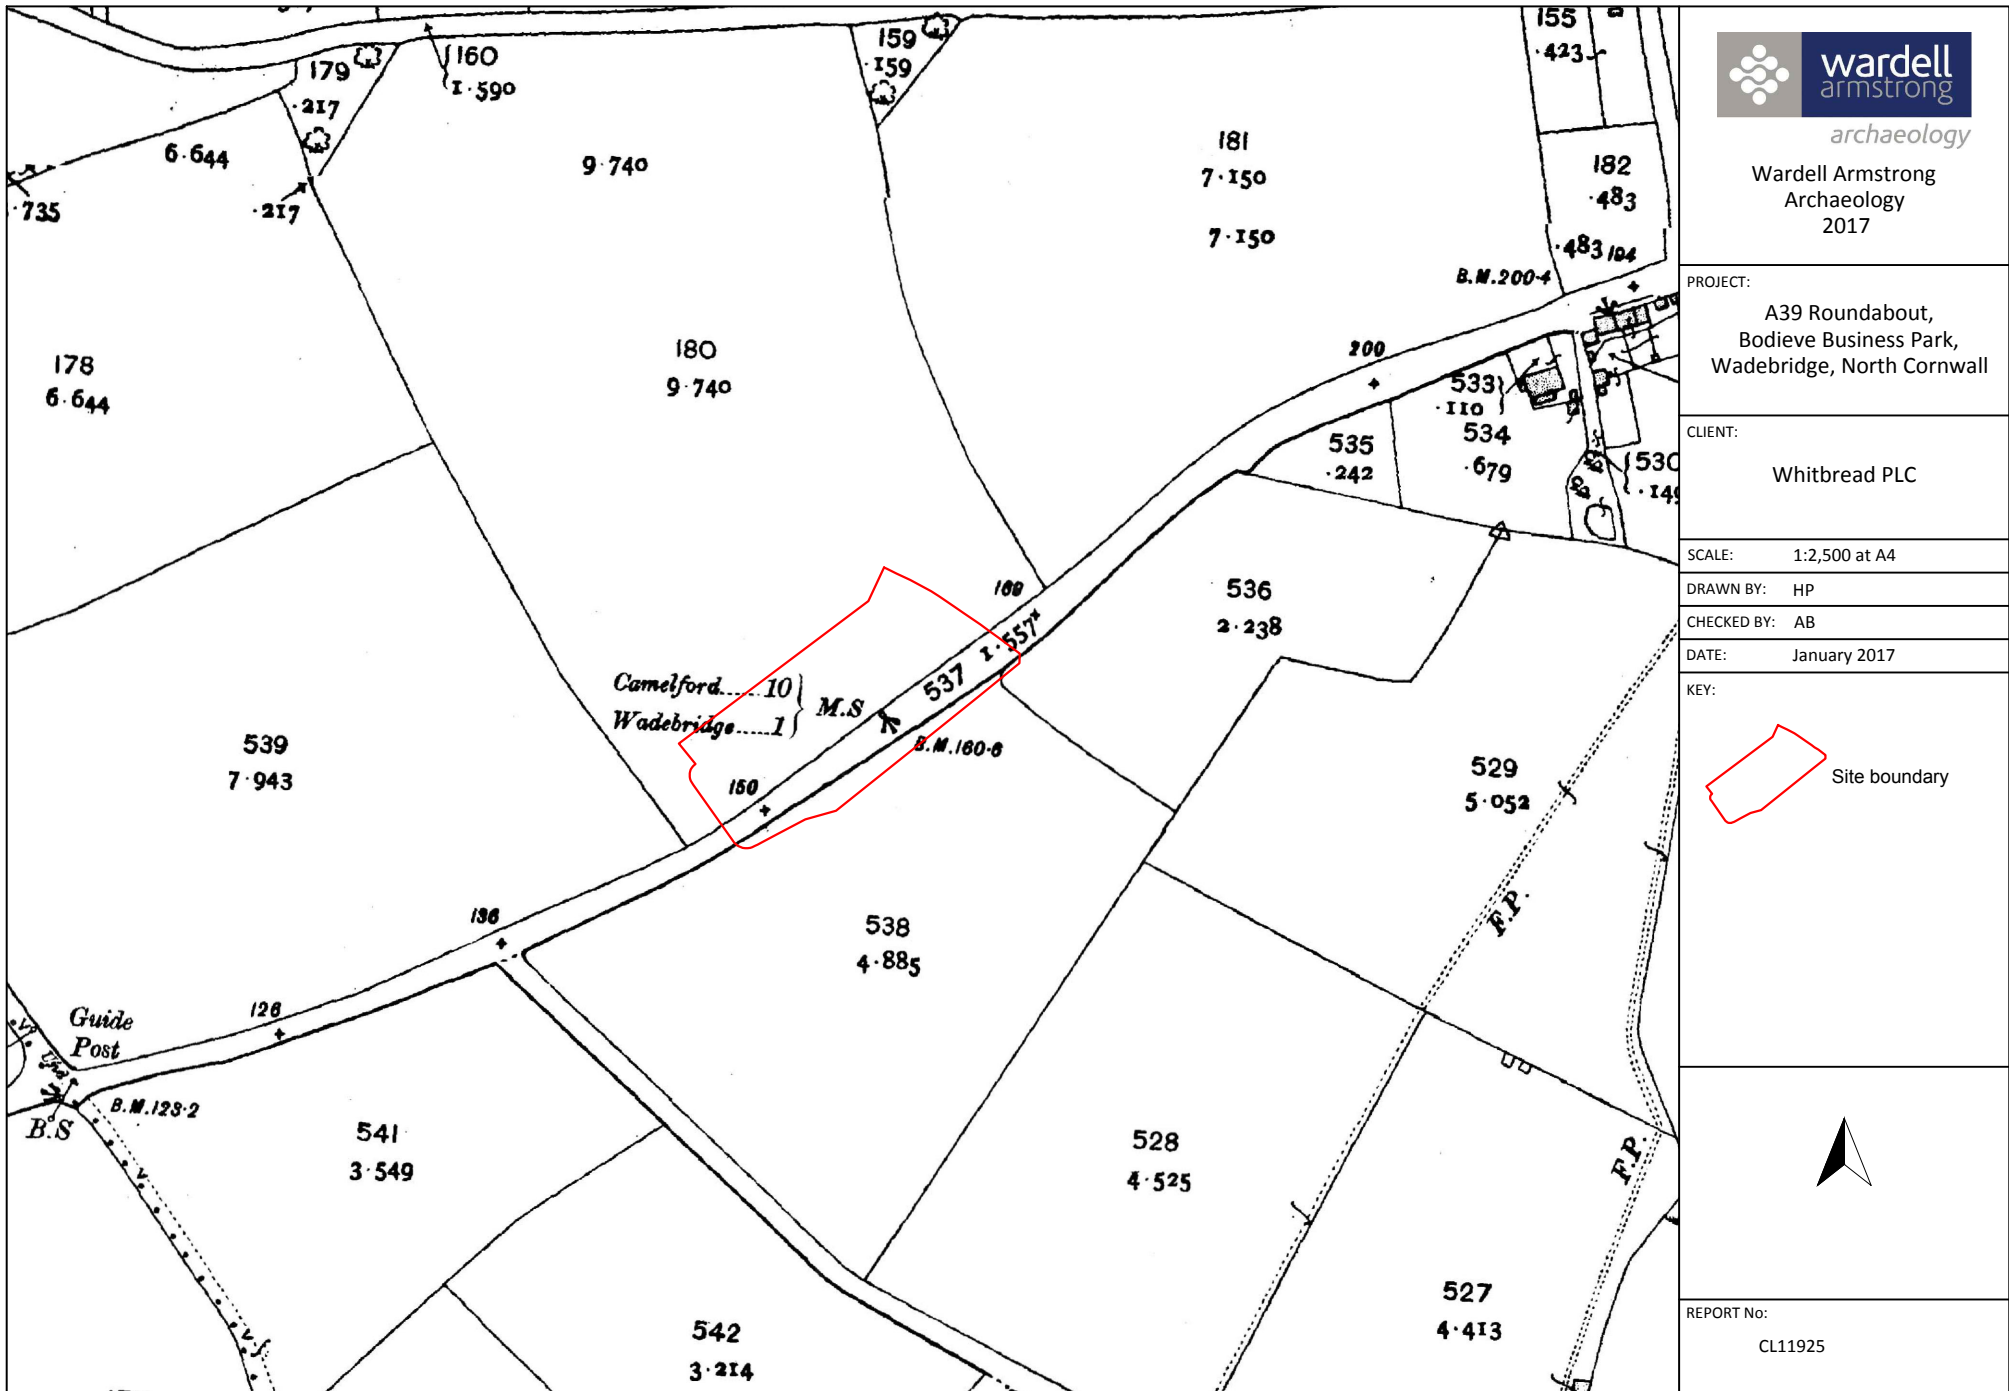 155
·423
159
·159
160
1·590
179
·217
6·644
·217
·735
9·740
181
7·150
7·150
182
·483
·483
194
B.M.200·4
200
178
6·644
180
9·740
533
·110
534
·679
535
·242
530
536
2·238
169
1·557
537
Camelford......10
Wadebridge......1
M.S
B.M.160·6
150
539
7·943
529
5·052
F.P.
538
4·885
136
126
Guide
Post
B.M.123·2
B.S
541
3·549
528
4·525
F.P.
542
3·214
527
4·413
wardell
armstrong
archaeology
Wardell Armstrong
Archaeology
2017
PROJECT:
A39 Roundabout,
Bodieve Business Park,
Wadebridge, North Cornwall
CLIENT:
Whitbread PLC
SCALE: 1:2,500 at A4
DRAWN BY: HP
CHECKED BY: AB
DATE: January 2017
KEY:
Site boundary
REPORT No:
CL11925